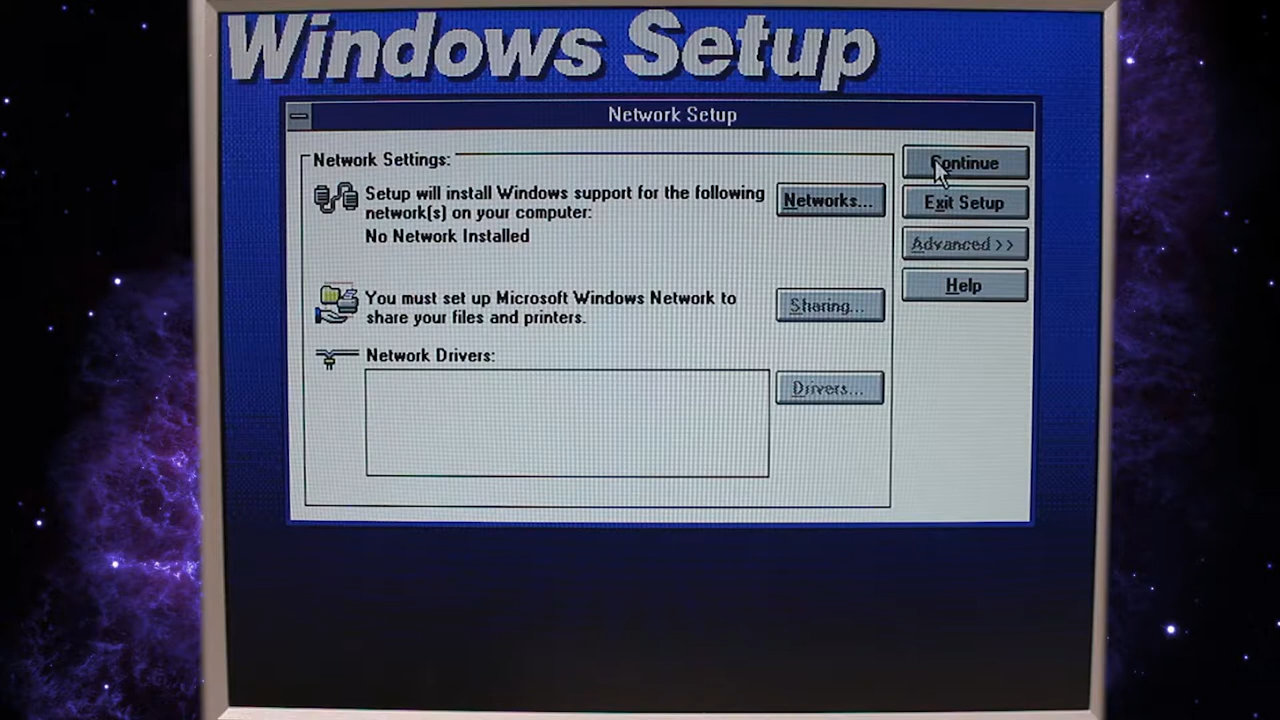 Windows Setup
Network Setup
Network Settings:
Setup will install Windows support for the following
network(s) on your computer:
No Network Installed
Networks...
You must set up Microsoft Windows Network to
share your files and printers.
Sharing...
Network Drivers:
Drivers...
Continue
Exit Setup
Advanced >>
Help